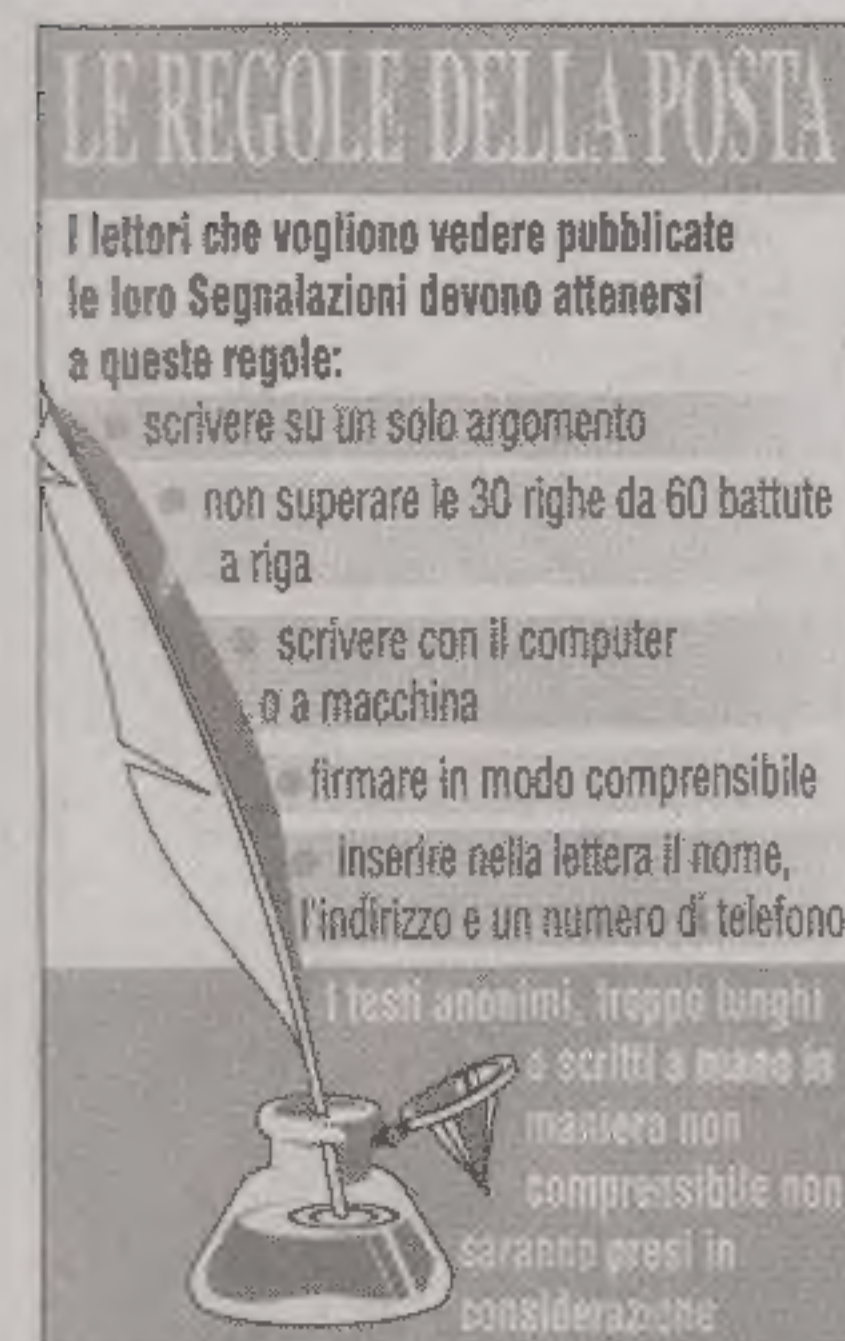 LE REGOLE DELLA POSTA
I lettori che vogliono vedere pubblicate
le loro Segnalazioni devono attenersi
a queste regole:
scrivere su un solo argomento
non superare le 30 righe da 60 battute
a riga
scrivere con il computer
o a macchina
firmare in modo comprensibile
inserire nella lettera il nome,
l'indirizzo e un numero di telefono
I testi anonimi, troppo lunghi
o scritti a mano in
maniera non
comprensibile non
saranno presi in
considerazione